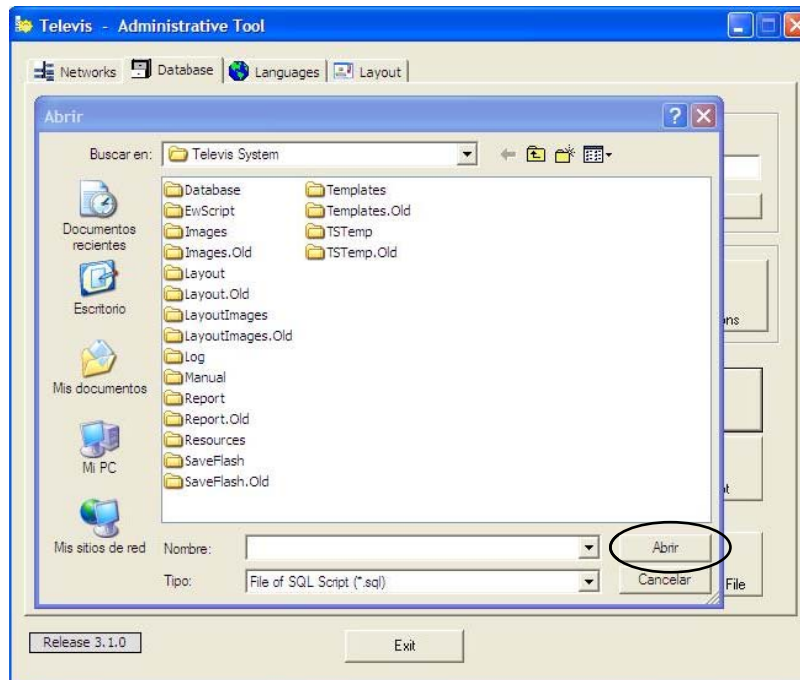 Televis - Administrative Tool
Networks Database Languages Layout
Abrir
Buscar en: Televis System
Documentos recientes
Escritorio
Mis documentos
Mi PC
Mis sitios de red
Database
EwScript
Images
Images.Old
Layout
Layout.Old
LayoutImages
LayoutImages.Old
Log
Manual
Report
Report.Old
Resources
SaveFlash
SaveFlash.Old
Templates
Templates.Old
TSTemp
TSTemp.Old
Nombre: Abrir
Tipo: File of SQL Script (*.sql) Cancelar
File
Release 3.1.0 Exit